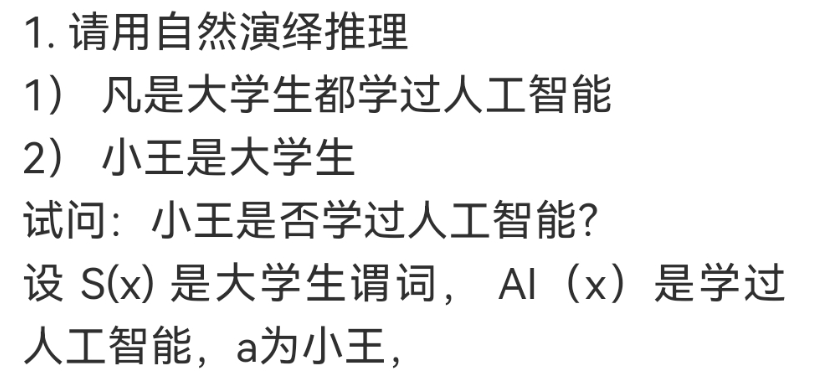 1. 请用自然演绎推理
1） 凡是大学生都学过人工智能
2） 小王是大学生
试问：小王是否学过人工智能？
设 S(x) 是大学生谓词， AI（x）是学过
人工智能，a为小王，